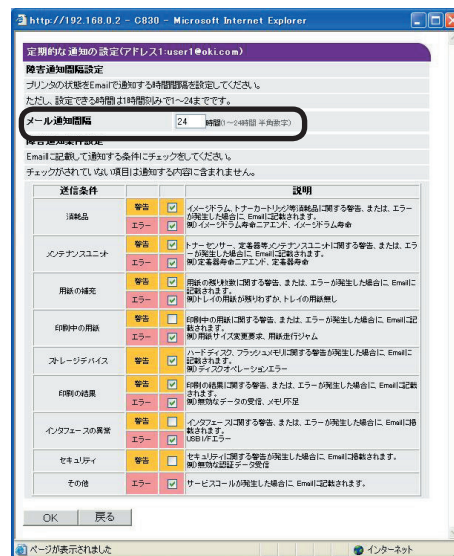 http://192.168.0.2 - C830 - Microsoft Internet Explorer
定期的な通知の設定(アドレス1:user1@oki.com)
障害通知間隔設定
プリンタの状態をEmailで通知する時間間隔を設定してください。
ただし、設定できる時間は1時間刻みで1～24までです。
メール通知間隔 24 時間(1～24時間 半角数字)
障害通知条件設定
Emailに記載して通知する条件にチェックをしてください。
チェックがされていない項目は通知する内容に含まれません。
送信条件 説明
消耗品 警告 イメージドラム、トナーカートリッジ等消耗品に関する警告、または、エラー
が発生した場合に、Emailに記載されます。
エラー 例)イメージドラム寿命ニアエンド、イメージドラム寿命
メンテナンスユニット 警告 トナーセンサー、定着器等メンテナンスユニットに関する警告、または、エラ
ーが発生した場合に、Emailに記載されます。
エラー 例)定着器寿命ニアエンド、定着器寿命
用紙の補充 警告 用紙の残り枚数に関する警告、または、エラーが発生した場合に、Emailに
記載されます。
エラー 例)トレイの用紙が残りわずか、トレイの用紙無し
印刷中の用紙 警告 印刷中の用紙に関する警告、または、エラーが発生した場合に、Emailに記
載されます。
エラー 例)用紙サイズ変更要求、用紙走行ジャム
ストレージデバイス 警告 ハードディスク、フラッシュメモリに関する警告が発生した場合に、Emailに
記載されます。
エラー 例)ディスクオペレーションエラー
印刷の結果 警告 印刷の結果に関する警告、または、エラーが発生した場合に、Emailに記載
されます。
エラー 例)無効なデータの受信、メモリ不足
インタフェースの異常 警告 インタフェースに関する警告、または、エラーが発生した場合に、Emailに掲
載されます。
エラー USB I/Fエラー
セキュリティ 警告 セキュリティに関する警告が発生した場合に、Emailに掲載されます。
例)無効な認証データ受信
その他 エラー サービスコールが発生した場合に、Emailに記載されます。
OK 戻る
ページが表示されました インターネット